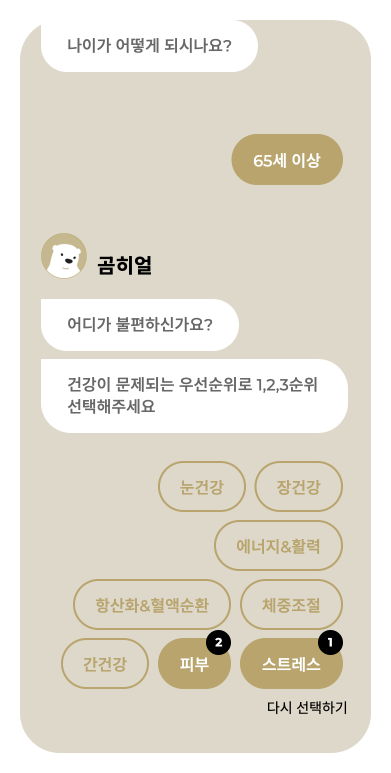 나이가 어떻게 되시나요?
65세 이상
곰히얼
어디가 불편하신가요?
건강이 문제되는 우선순위로 1,2,3순위
선택해주세요
눈건강 장건강
에너지&활력
항산화&혈액순환 체중조절
간건강 피부 2 스트레스 1
다시 선택하기